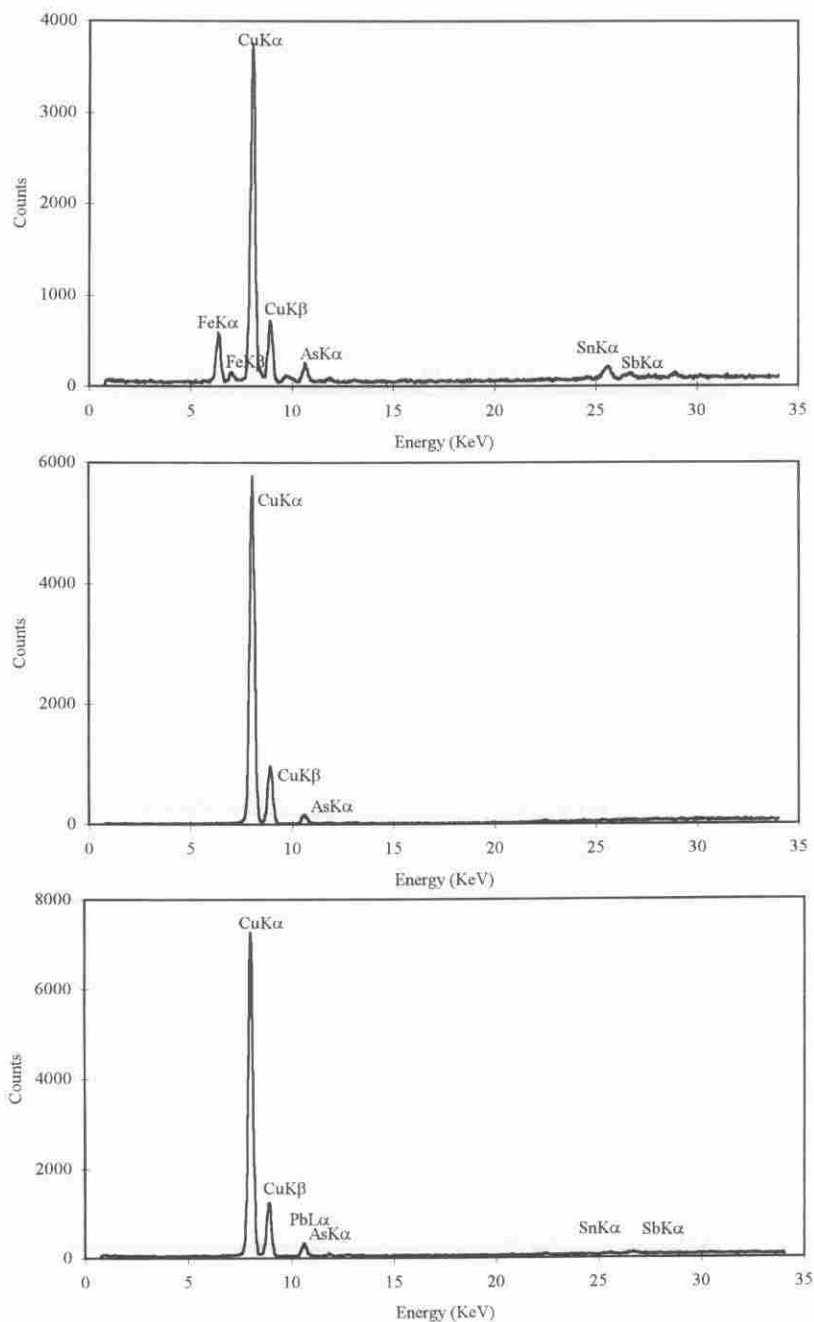 4000
CuKα
3000
Counts
2000
1000
FeKα
CuKβ
FeKβ
AsKα
SnKα
SbKα
0
0 5 10 15 20 25 30 35
Energy (KeV)
6000
CuKα
4000
Counts
2000
CuKβ
AsKα
0
0 5 10 15 20 25 30 35
Energy (KeV)
8000
CuKα
6000
Counts
4000
2000
CuKβ
PbLα
AsKα
SnKα SbKα
0
0 5 10 15 20 25 30 35
Energy (KeV)